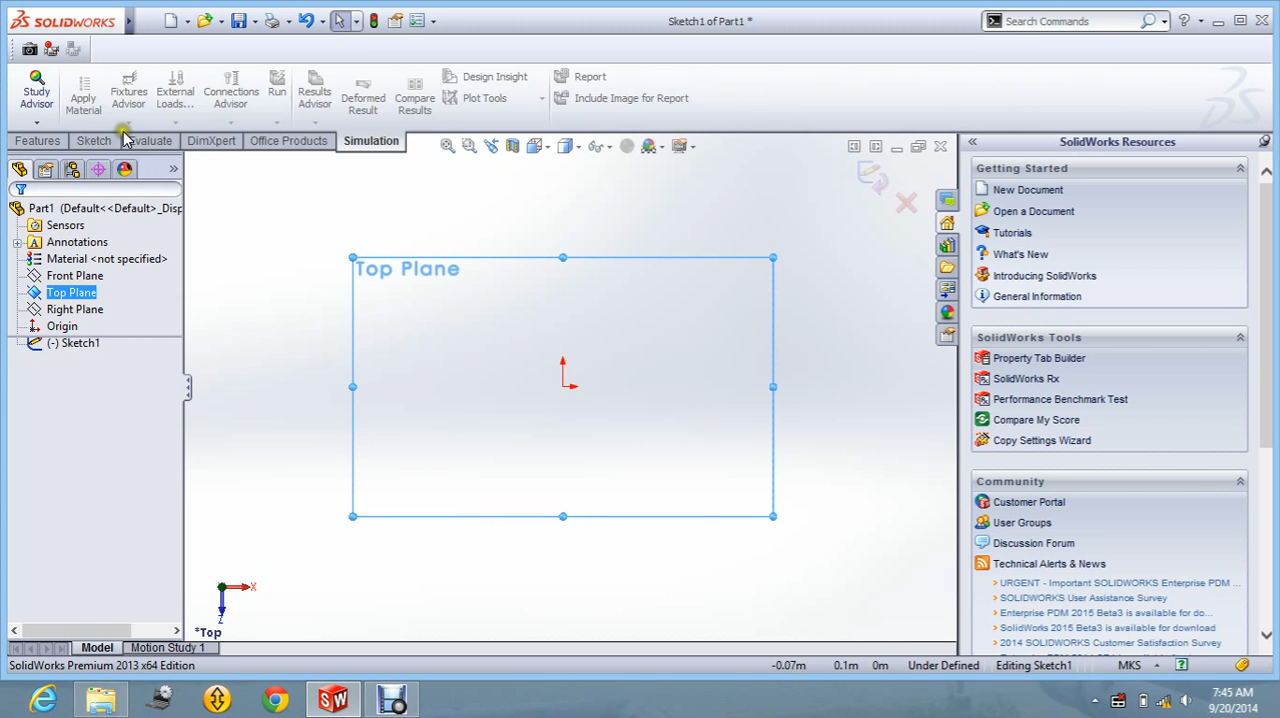 SOLIDWORKS
Sketch1 of Part1 *
Search Commands
Study Advisor
Apply Material
Fixtures Advisor
External Loads...
Connections Advisor
Run
Results Advisor
Deformed Result
Compare Results
Design Insight
Plot Tools
Report
Include Image for Report
Features
Sketch
Evaluate
DimXpert
Office Products
Simulation
Part1 (Default<<Default>_Disp
Sensors
Annotations
Material <not specified>
Front Plane
Top Plane
Right Plane
Origin
(-) Sketch1
Top Plane
X
Z
*Top
SolidWorks Resources
Getting Started
New Document
Open a Document
Tutorials
What's New
Introducing SolidWorks
General Information
SolidWorks Tools
Property Tab Builder
SolidWorks Rx
Performance Benchmark Test
Compare My Score
Copy Settings Wizard
Community
Customer Portal
User Groups
Discussion Forum
Technical Alerts & News
URGENT - Important SOLIDWORKS Enterprise PDM ...
SOLIDWORKS User Assistance Survey
Enterprise PDM 2015 Beta3 is available for do...
SolidWorks 2015 Beta3 is available for download
2014 SOLIDWORKS Customer Satisfaction Survey
Model
Motion Study 1
SolidWorks Premium 2013 x64 Edition
-0.07m
0.1m
0m
Under Defined
Editing Sketch1
MKS
7:45 AM
9/20/2014